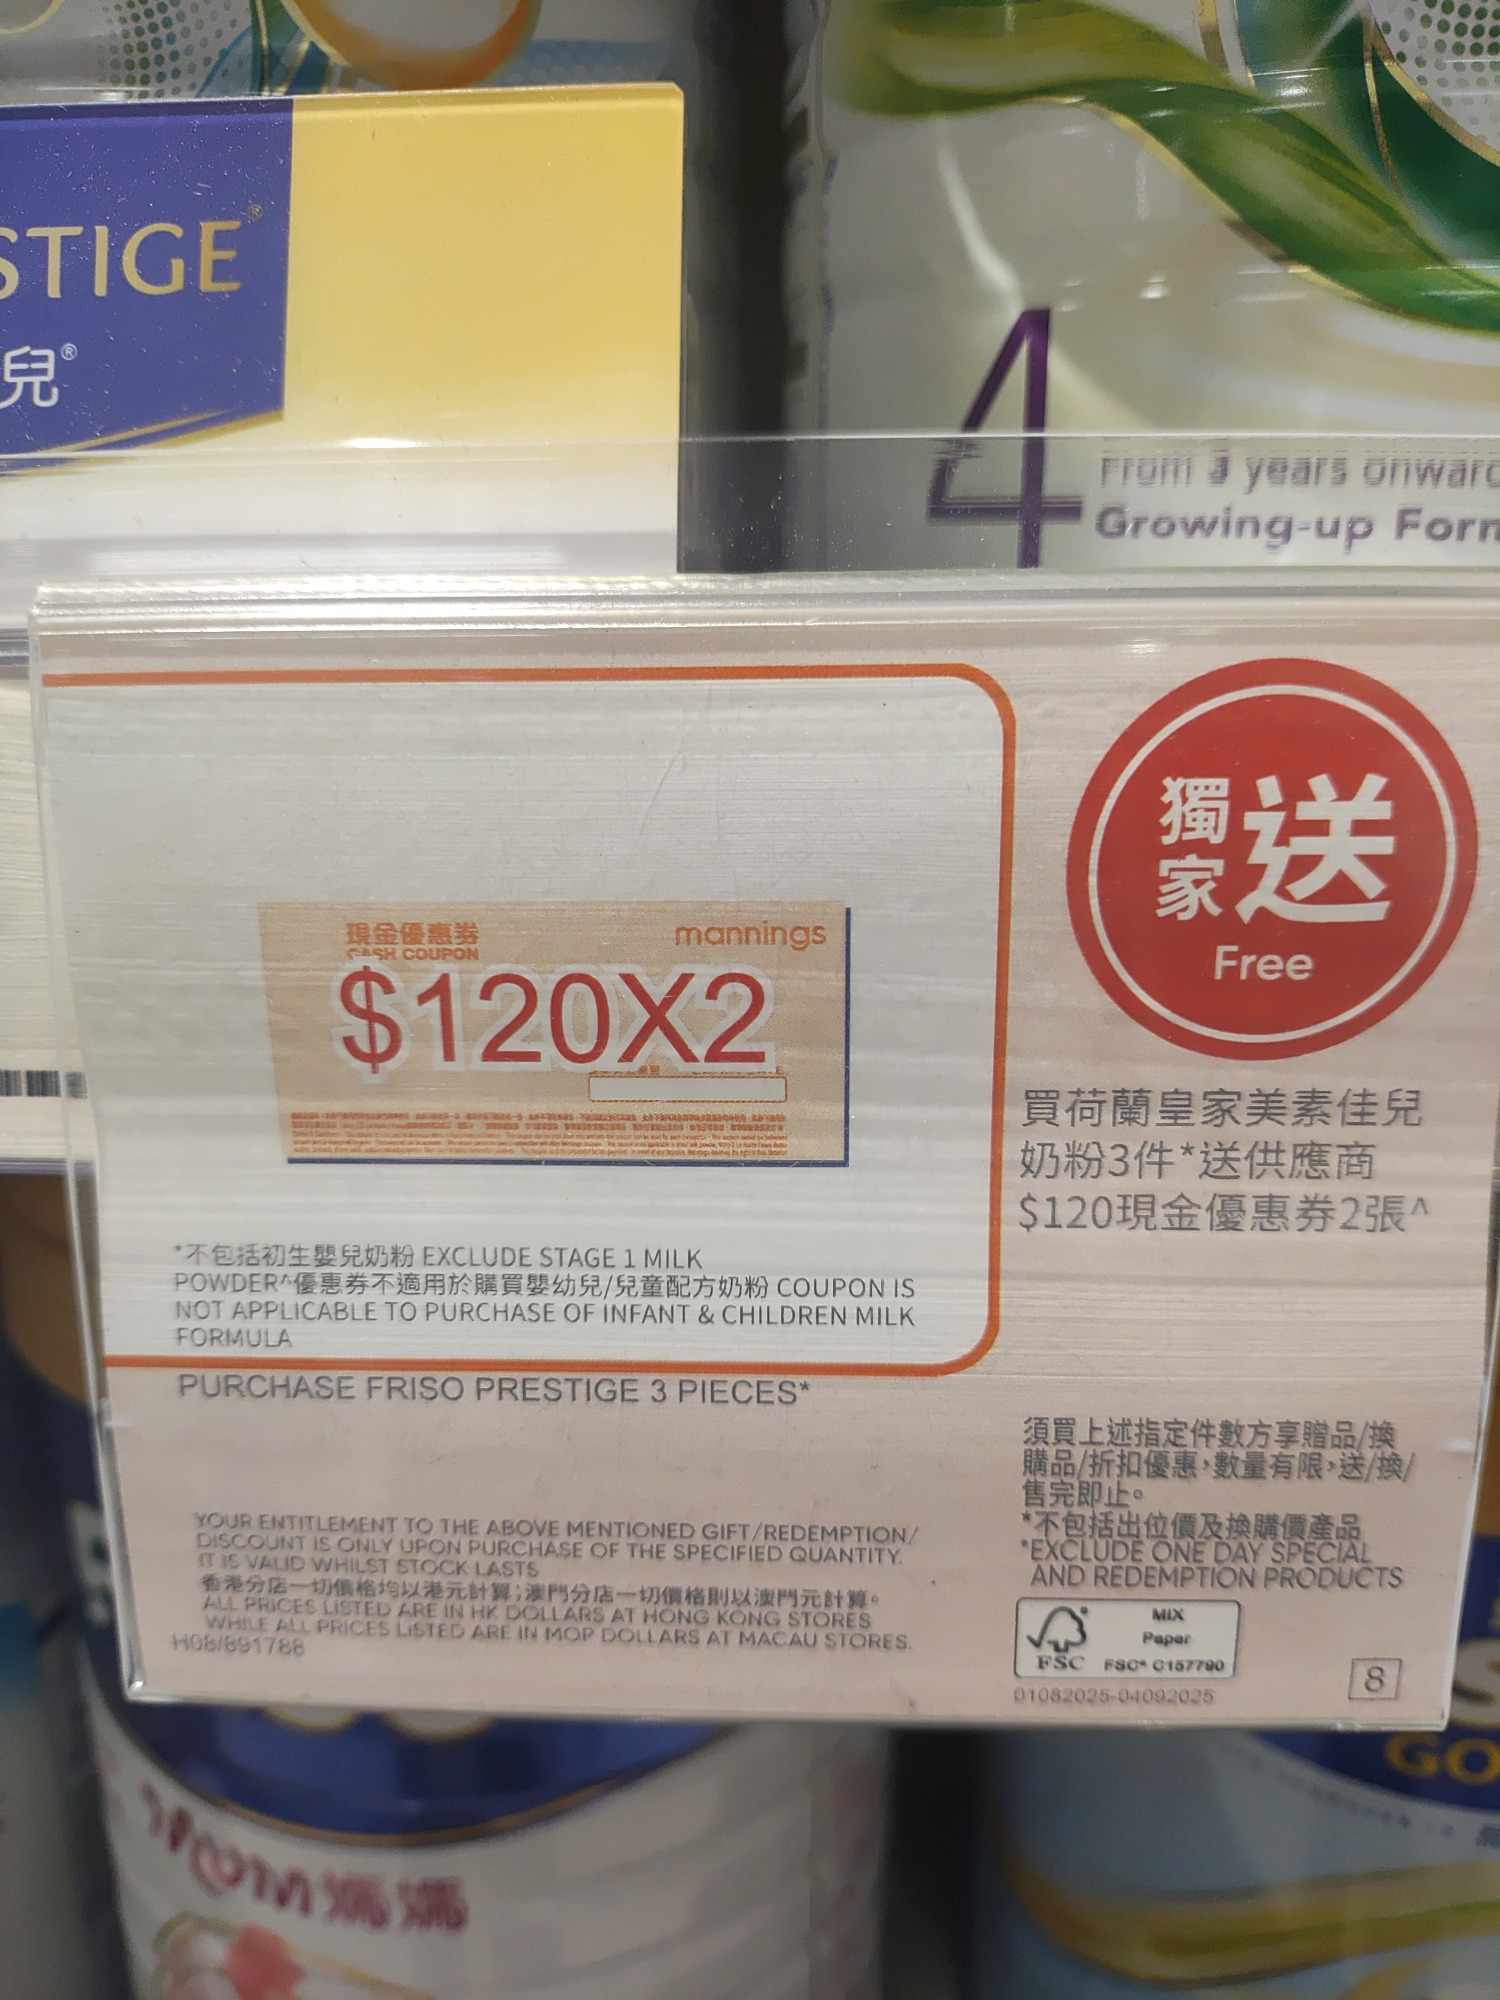 STIGE®
兒®
4
From 3 years onward
Growing-up Form
獨家送
Free
現金優惠券
mannings
CASH COUPON
$120X2
買荷蘭皇家美素佳兒
奶粉3件*送供應商
$120現金優惠券2張^
*不包括初生嬰兒奶粉 EXCLUDE STAGE 1 MILK
POWDER^優惠券不適用於購買嬰幼兒/兒童配方奶粉 COUPON IS
NOT APPLICABLE TO PURCHASE OF INFANT & CHILDREN MILK
FORMULA
PURCHASE FRISO PRESTIGE 3 PIECES*
須買上述指定件數方享贈品/換
購品/折扣優惠，數量有限，送/換/
售完即止。
*不包括出位價及換購價產品
*EXCLUDE ONE DAY SPECIAL
AND REDEMPTION PRODUCTS
YOUR ENTITLEMENT TO THE ABOVE MENTIONED GIFT/REDEMPTION/
DISCOUNT IS ONLY UPON PURCHASE OF THE SPECIFIED QUANTITY.
IT IS VALID WHILST STOCK LASTS
香港分店一切價格均以港元計算；澳門分店一切價格則以澳門元計算。
ALL PRICES LISTED ARE IN HK DOLLARS AT HONG KONG STORES
WHILE ALL PRICES LISTED ARE IN MOP DOLLARS AT MACAU STORES.
H08/891788
FSC
MIX
Paper
FSC® C157790
01082025-04092025
8
GO
mom媽媽